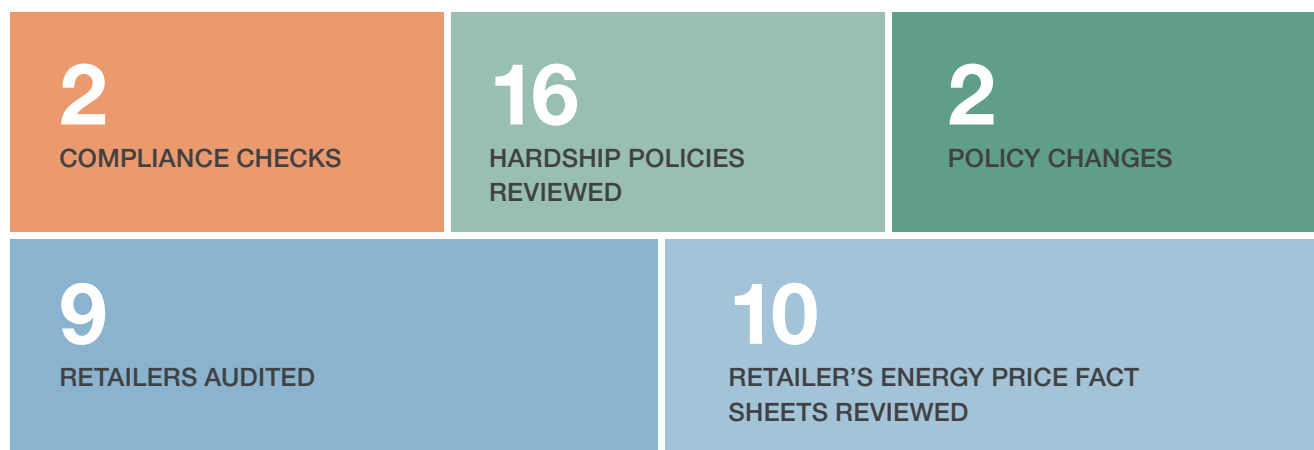 2
COMPLIANCE CHECKS
16
HARDSHIP POLICIES
REVIEWED
2
POLICY CHANGES
9
RETAILERS AUDITED
10
RETAILER’S ENERGY PRICE FACT
SHEETS REVIEWED